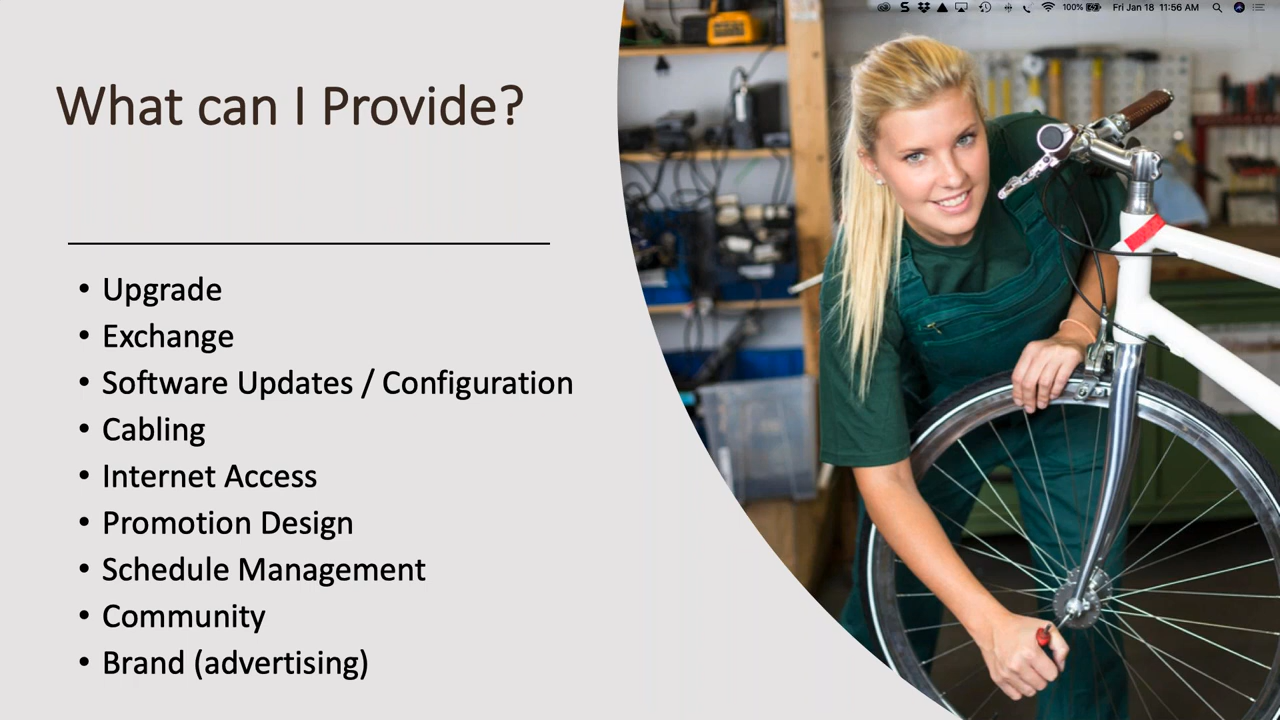 100% Fri Jan 18 11:56 AM
What can I Provide?
• Upgrade
• Exchange
• Software Updates / Configuration
• Cabling
• Internet Access
• Promotion Design
• Schedule Management
• Community
• Brand (advertising)